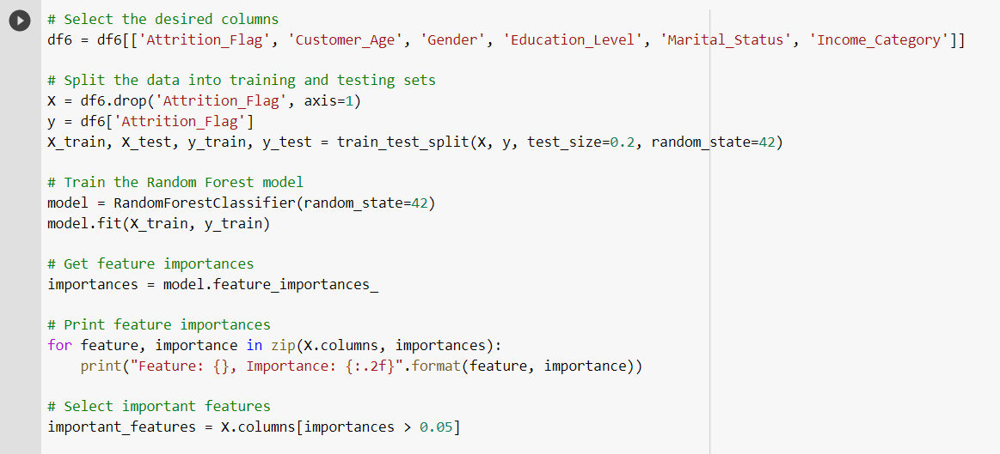 # Select the desired columns
df6 = df6[['Attrition_Flag', 'Customer_Age', 'Gender', 'Education_Level', 'Marital_Status', 'Income_Category']]
# Split the data into training and testing sets
X = df6.drop('Attrition_Flag', axis=1)
y = df6['Attrition_Flag']
X_train, X_test, y_train, y_test = train_test_split(X, y, test_size=0.2, random_state=42)
# Train the Random Forest model
model = RandomForestClassifier(random_state=42)
model.fit(X_train, y_train)
# Get feature importances
importances = model.feature_importances_
# Print feature importances
for feature, importance in zip(X.columns, importances):
    print("Feature: {}, Importance: {:.2f}".format(feature, importance))
# Select important features
important_features = X.columns[importances > 0.05]